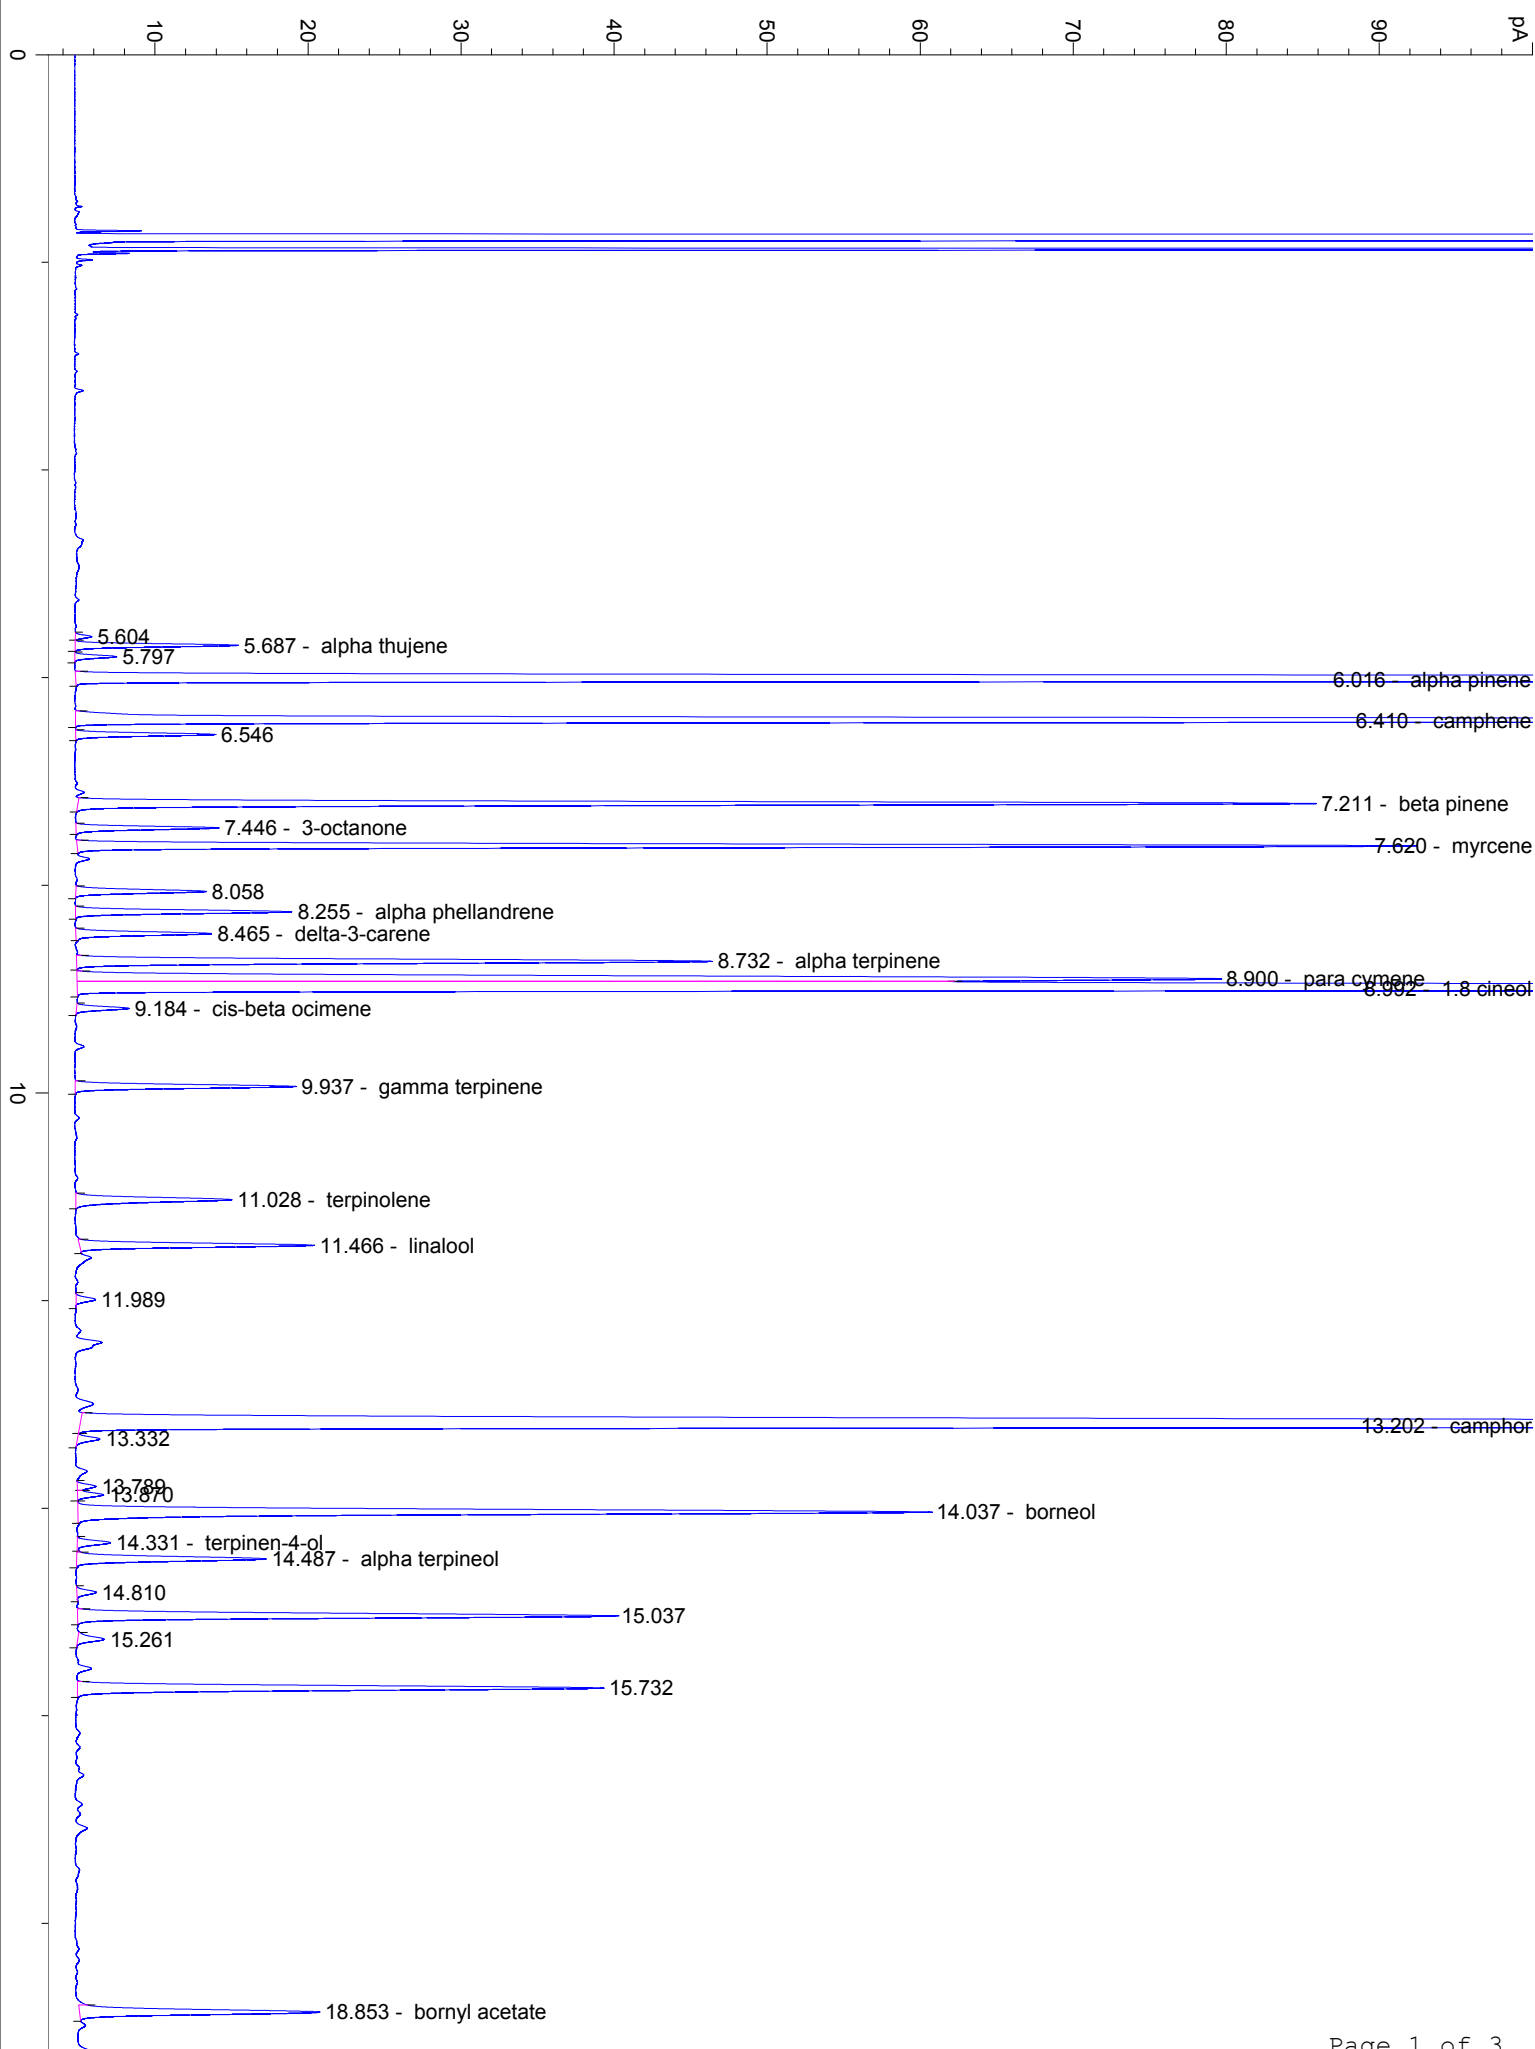 pA
10
20
30
40
50
60
70
80
90
0
5.604
5.687 - alpha thujene
5.797
6.016 - alpha pinene
6.410 - camphene
6.546
7.211 - beta pinene
7.446 - 3-octanone
7.620 - myrcene
8.058
8.255 - alpha phellandrene
8.465 - delta-3-carene
8.732 - alpha terpinene
8.900 - para cymene
8.992 - 1.8 cineol
9.184 - cis-beta ocimene
9.937 - gamma terpinene
10
11.028 - terpinolene
11.466 - linalool
11.989
13.202 - camphor
13.332
13.789
13.870
14.037 - borneol
14.331 - terpinen-4-ol
14.487 - alpha terpineol
14.810
15.037
15.261
15.732
18.853 - bornyl acetate
Page 1 of 3